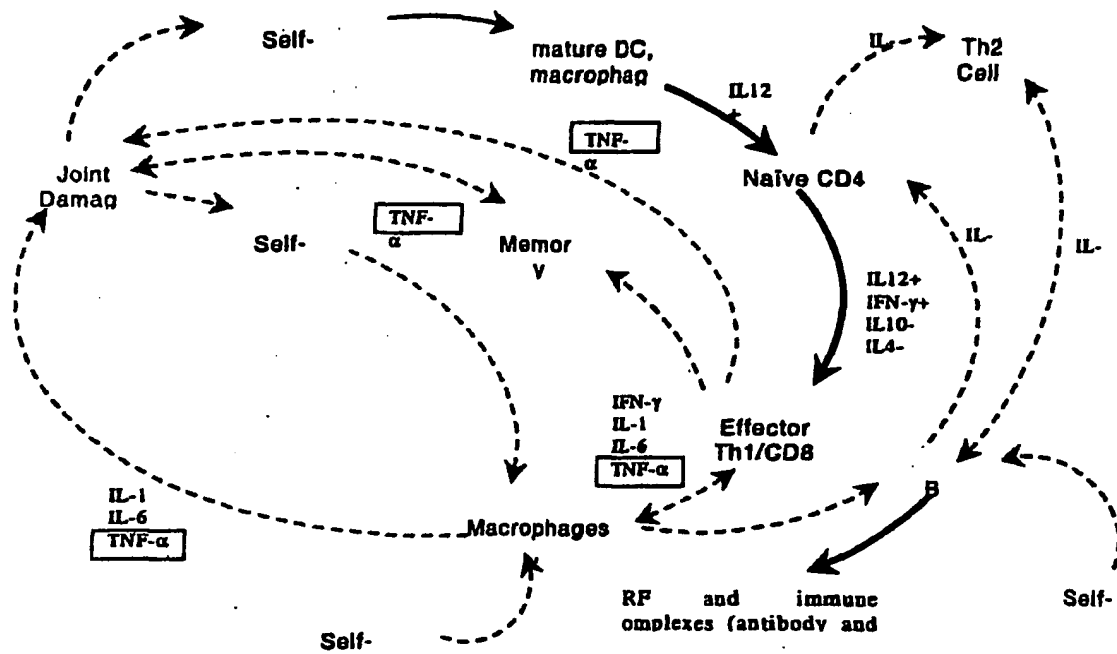 Self-
mature DC,
macrophag
IL12
+
IL-
Th2
Cell
TNF-
α
Joint
Damag
Naïve CD4
TNF-
α
Self-
Memor
y
IL-
IL-
IL12+
IFN-γ+
IL10-
IL4-
IFN-γ
IL-1
IL-6
TNF-α
Effector
Th1/CD8
IL-1
IL-6
TNF-α
Macrophages
B
RF and immune
omplexes (antibody and
Self-
Self-